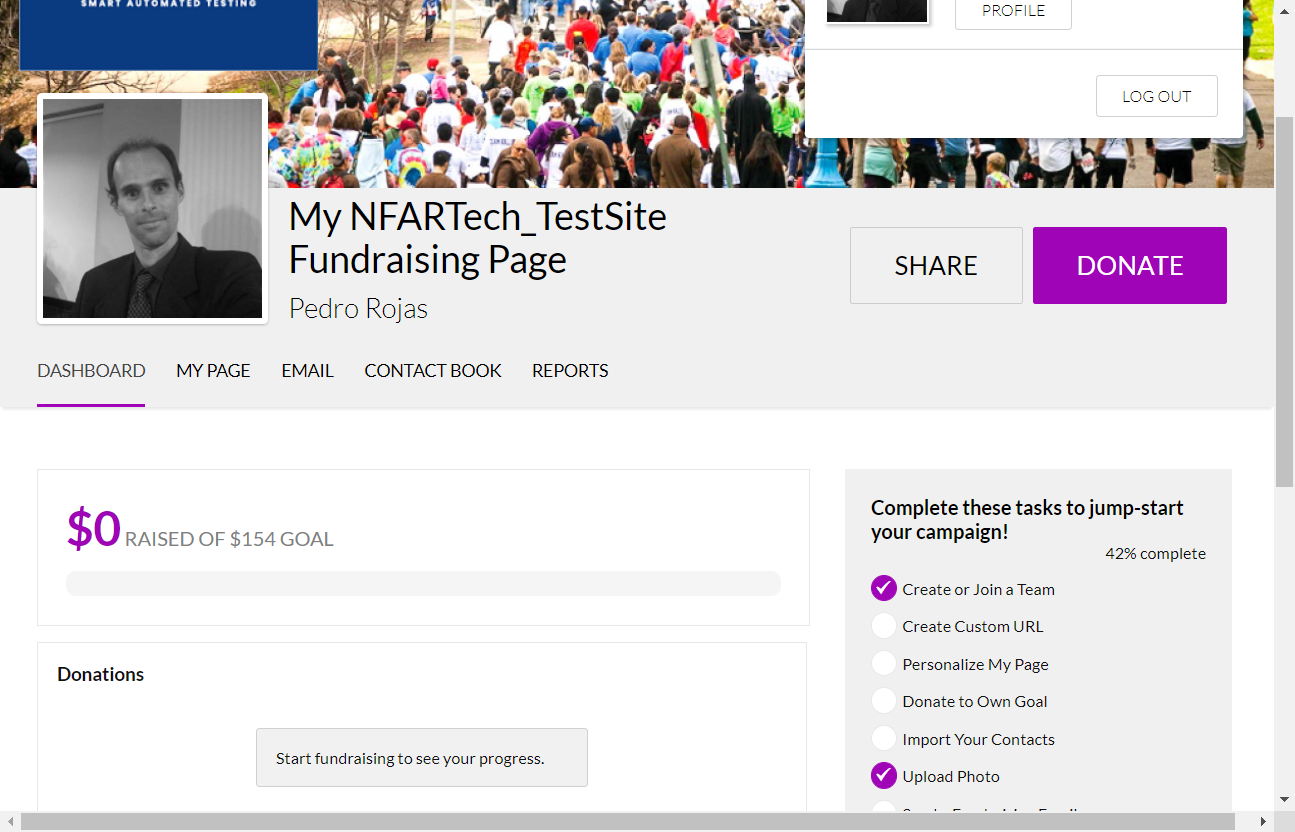 SMART AUTOMATED TESTING
PROFILE
LOG OUT
My NFARTech_TestSite
Fundraising Page
Pedro Rojas
SHARE
DONATE
DASHBOARD
MY PAGE
EMAIL
CONTACT BOOK
REPORTS
$0 RAISED OF $154 GOAL
Donations
Start fundraising to see your progress.
Complete these tasks to jump-start
your campaign!
42% complete
Create or Join a Team
Create Custom URL
Personalize My Page
Donate to Own Goal
Import Your Contacts
Upload Photo